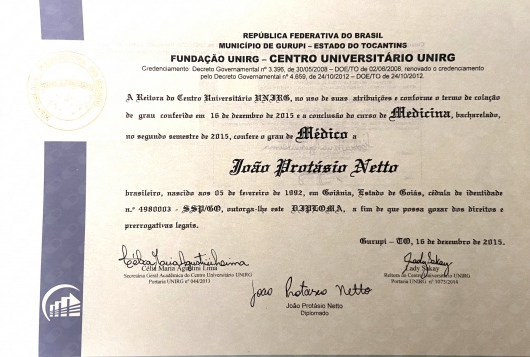 REPÚBLICA FEDERATIVA DO BRASIL
MUNICÍPIO DE GURUPI – ESTADO DO TOCANTINS
FUNDAÇÃO UNIRG – CENTRO UNIVERSITÁRIO UNIRG
Credenciamento: Decreto Governamental nº 3.396, de 30/05/2008 – DOE/TO de 02/06/2008, renovado o credenciamento
pelo Decreto Governamental nº 4.659, de 24/10/2012 – DOE/TO de 24/10/2012.
A Reitora do Centro Universitário UNIRG, no uso de suas atribuições e conforme o termo de colação
de grau conferido em 16 de dezembro de 2015 e a conclusão do curso de Medicina, bacharelado,
no segundo semestre de 2015, confere o grau de Médico a
João Protásio Netto
brasileiro, nascido aos 05 de fevereiro de 1992, em Goiânia, Estado de Goiás, cédula de identidade
n.º 4980003 - SSP/GO, outorga-lhe este DIPLOMA, a fim de que possa gozar dos direitos e
prerrogativas legais.
Gurupi – TO, 16 de dezembro de 2015.
Célia Maria Agustini Lima
Secretária Geral Acadêmica do Centro Universitário UNIRG
Portaria UNIRG nº 044/2013
Lady Sakay
Lady Sakay
Reitora do Centro Universitário UNIRG
João Protásio Netto
João Protásio Netto
Diplomado